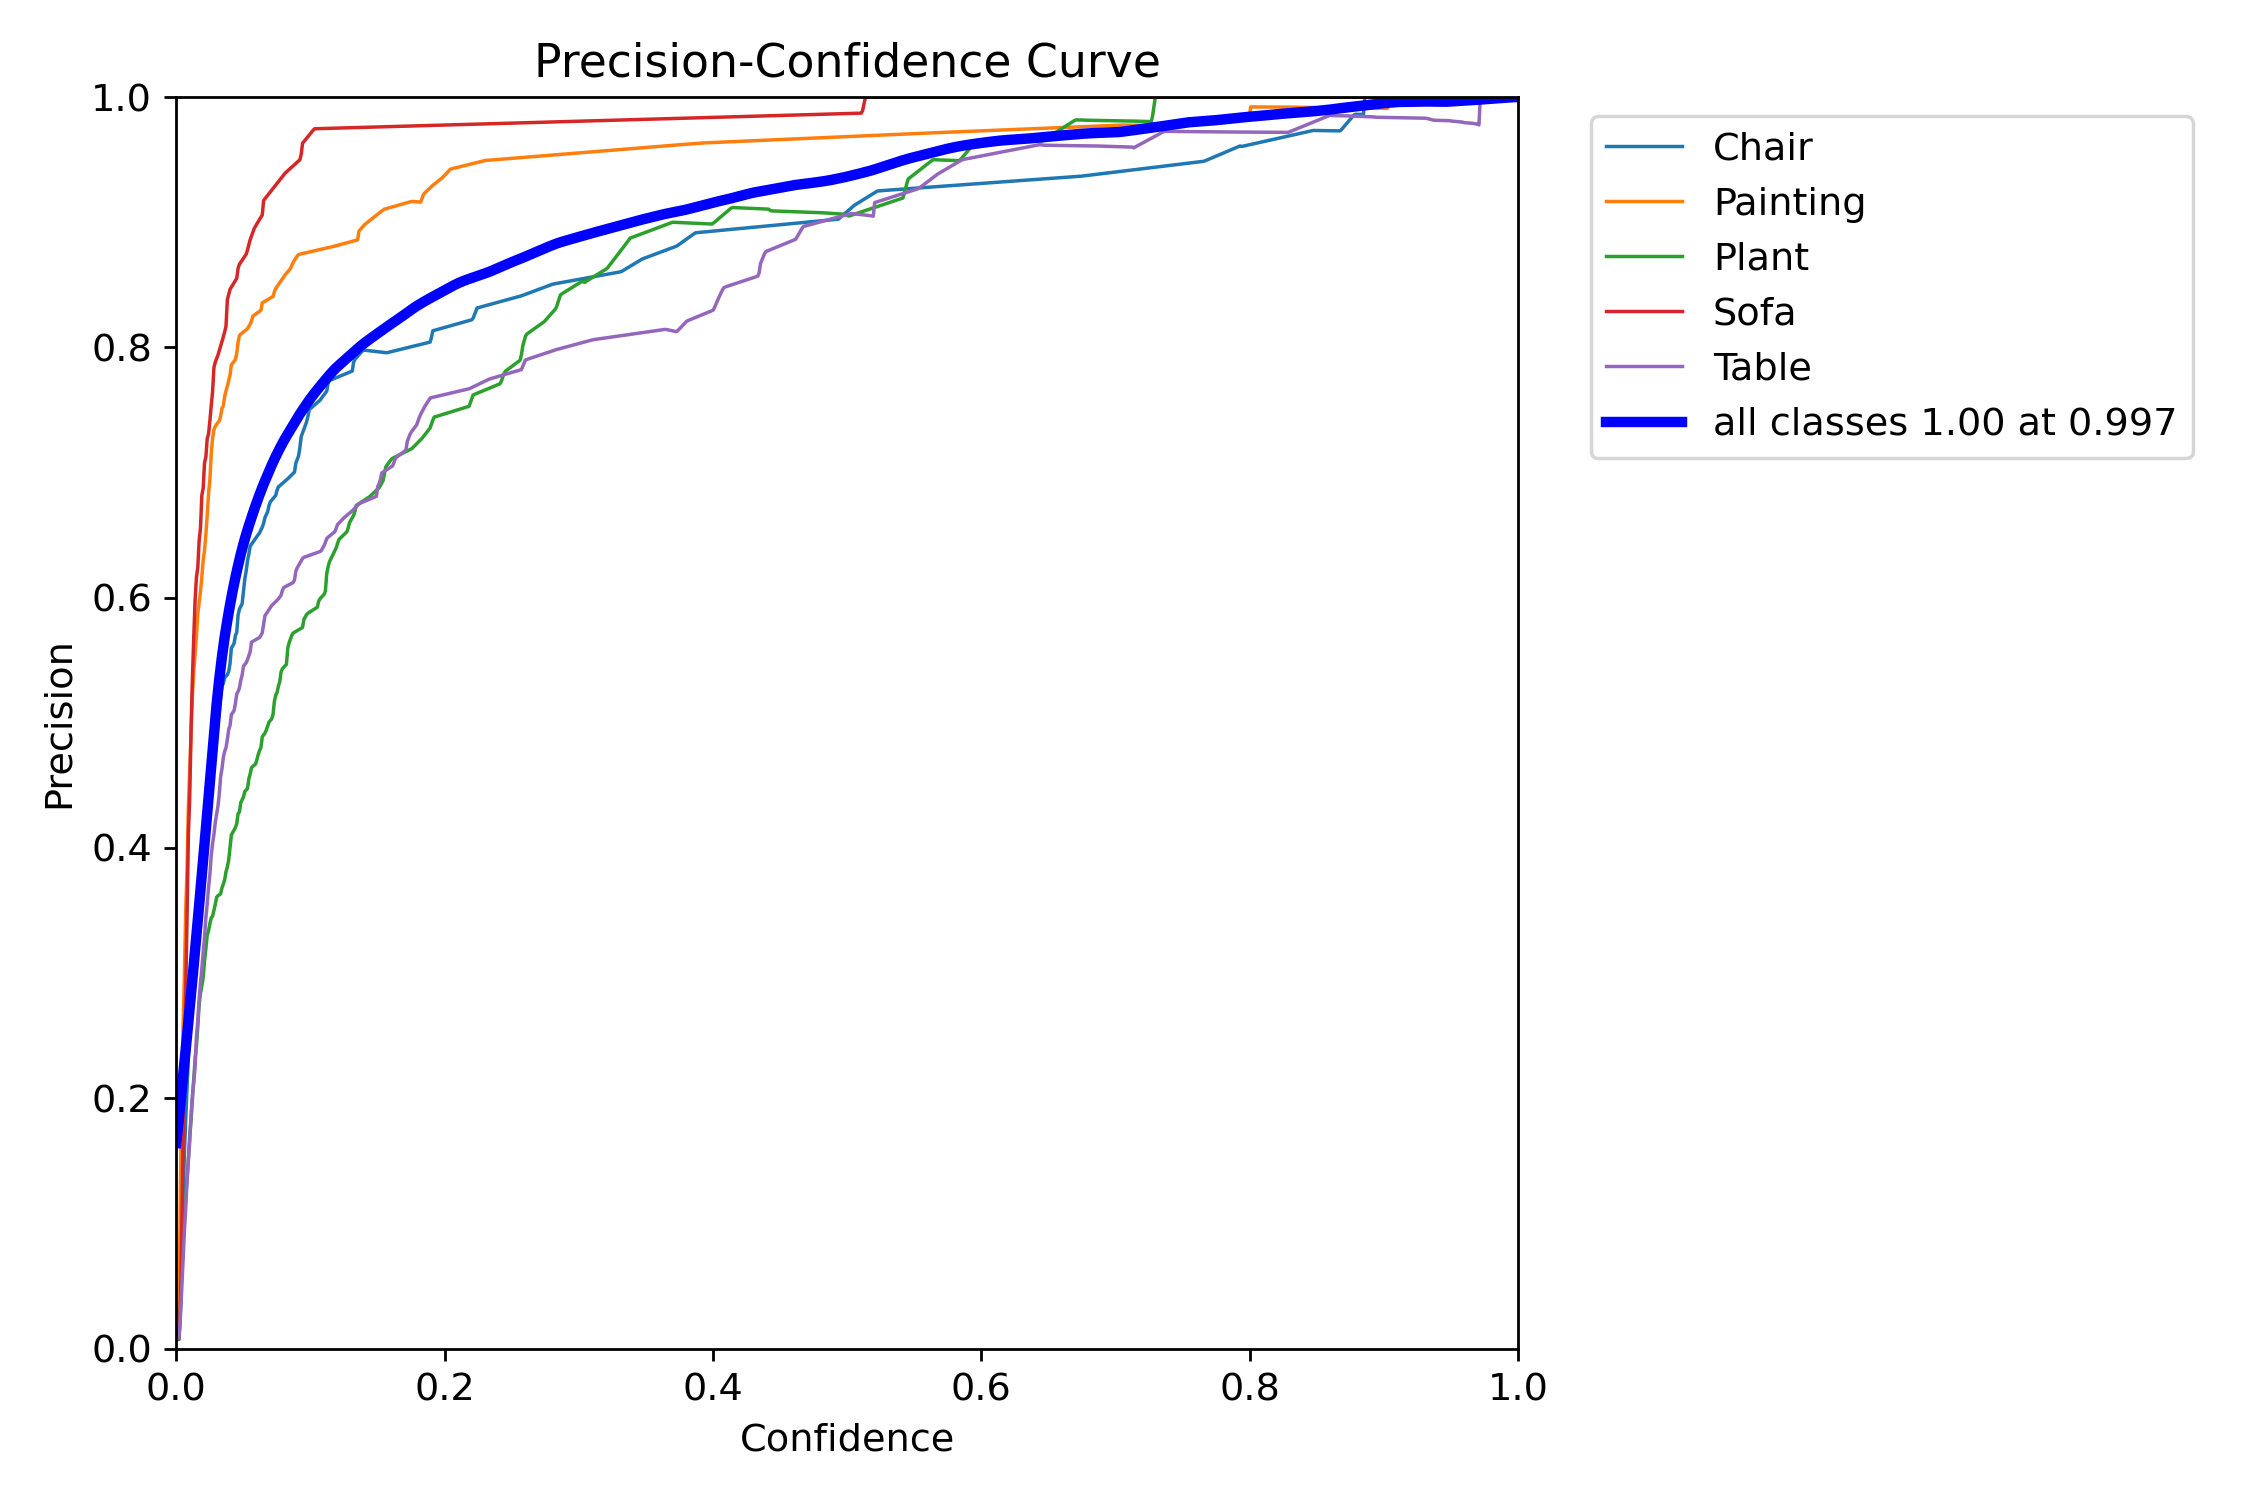 Precision-Confidence Curve
1.0
0.8
0.6
0.4
0.2
0.0
Precision
0.0 0.2 0.4 0.6 0.8 1.0
Confidence
Chair
Painting
Plant
Sofa
Table
all classes 1.00 at 0.997